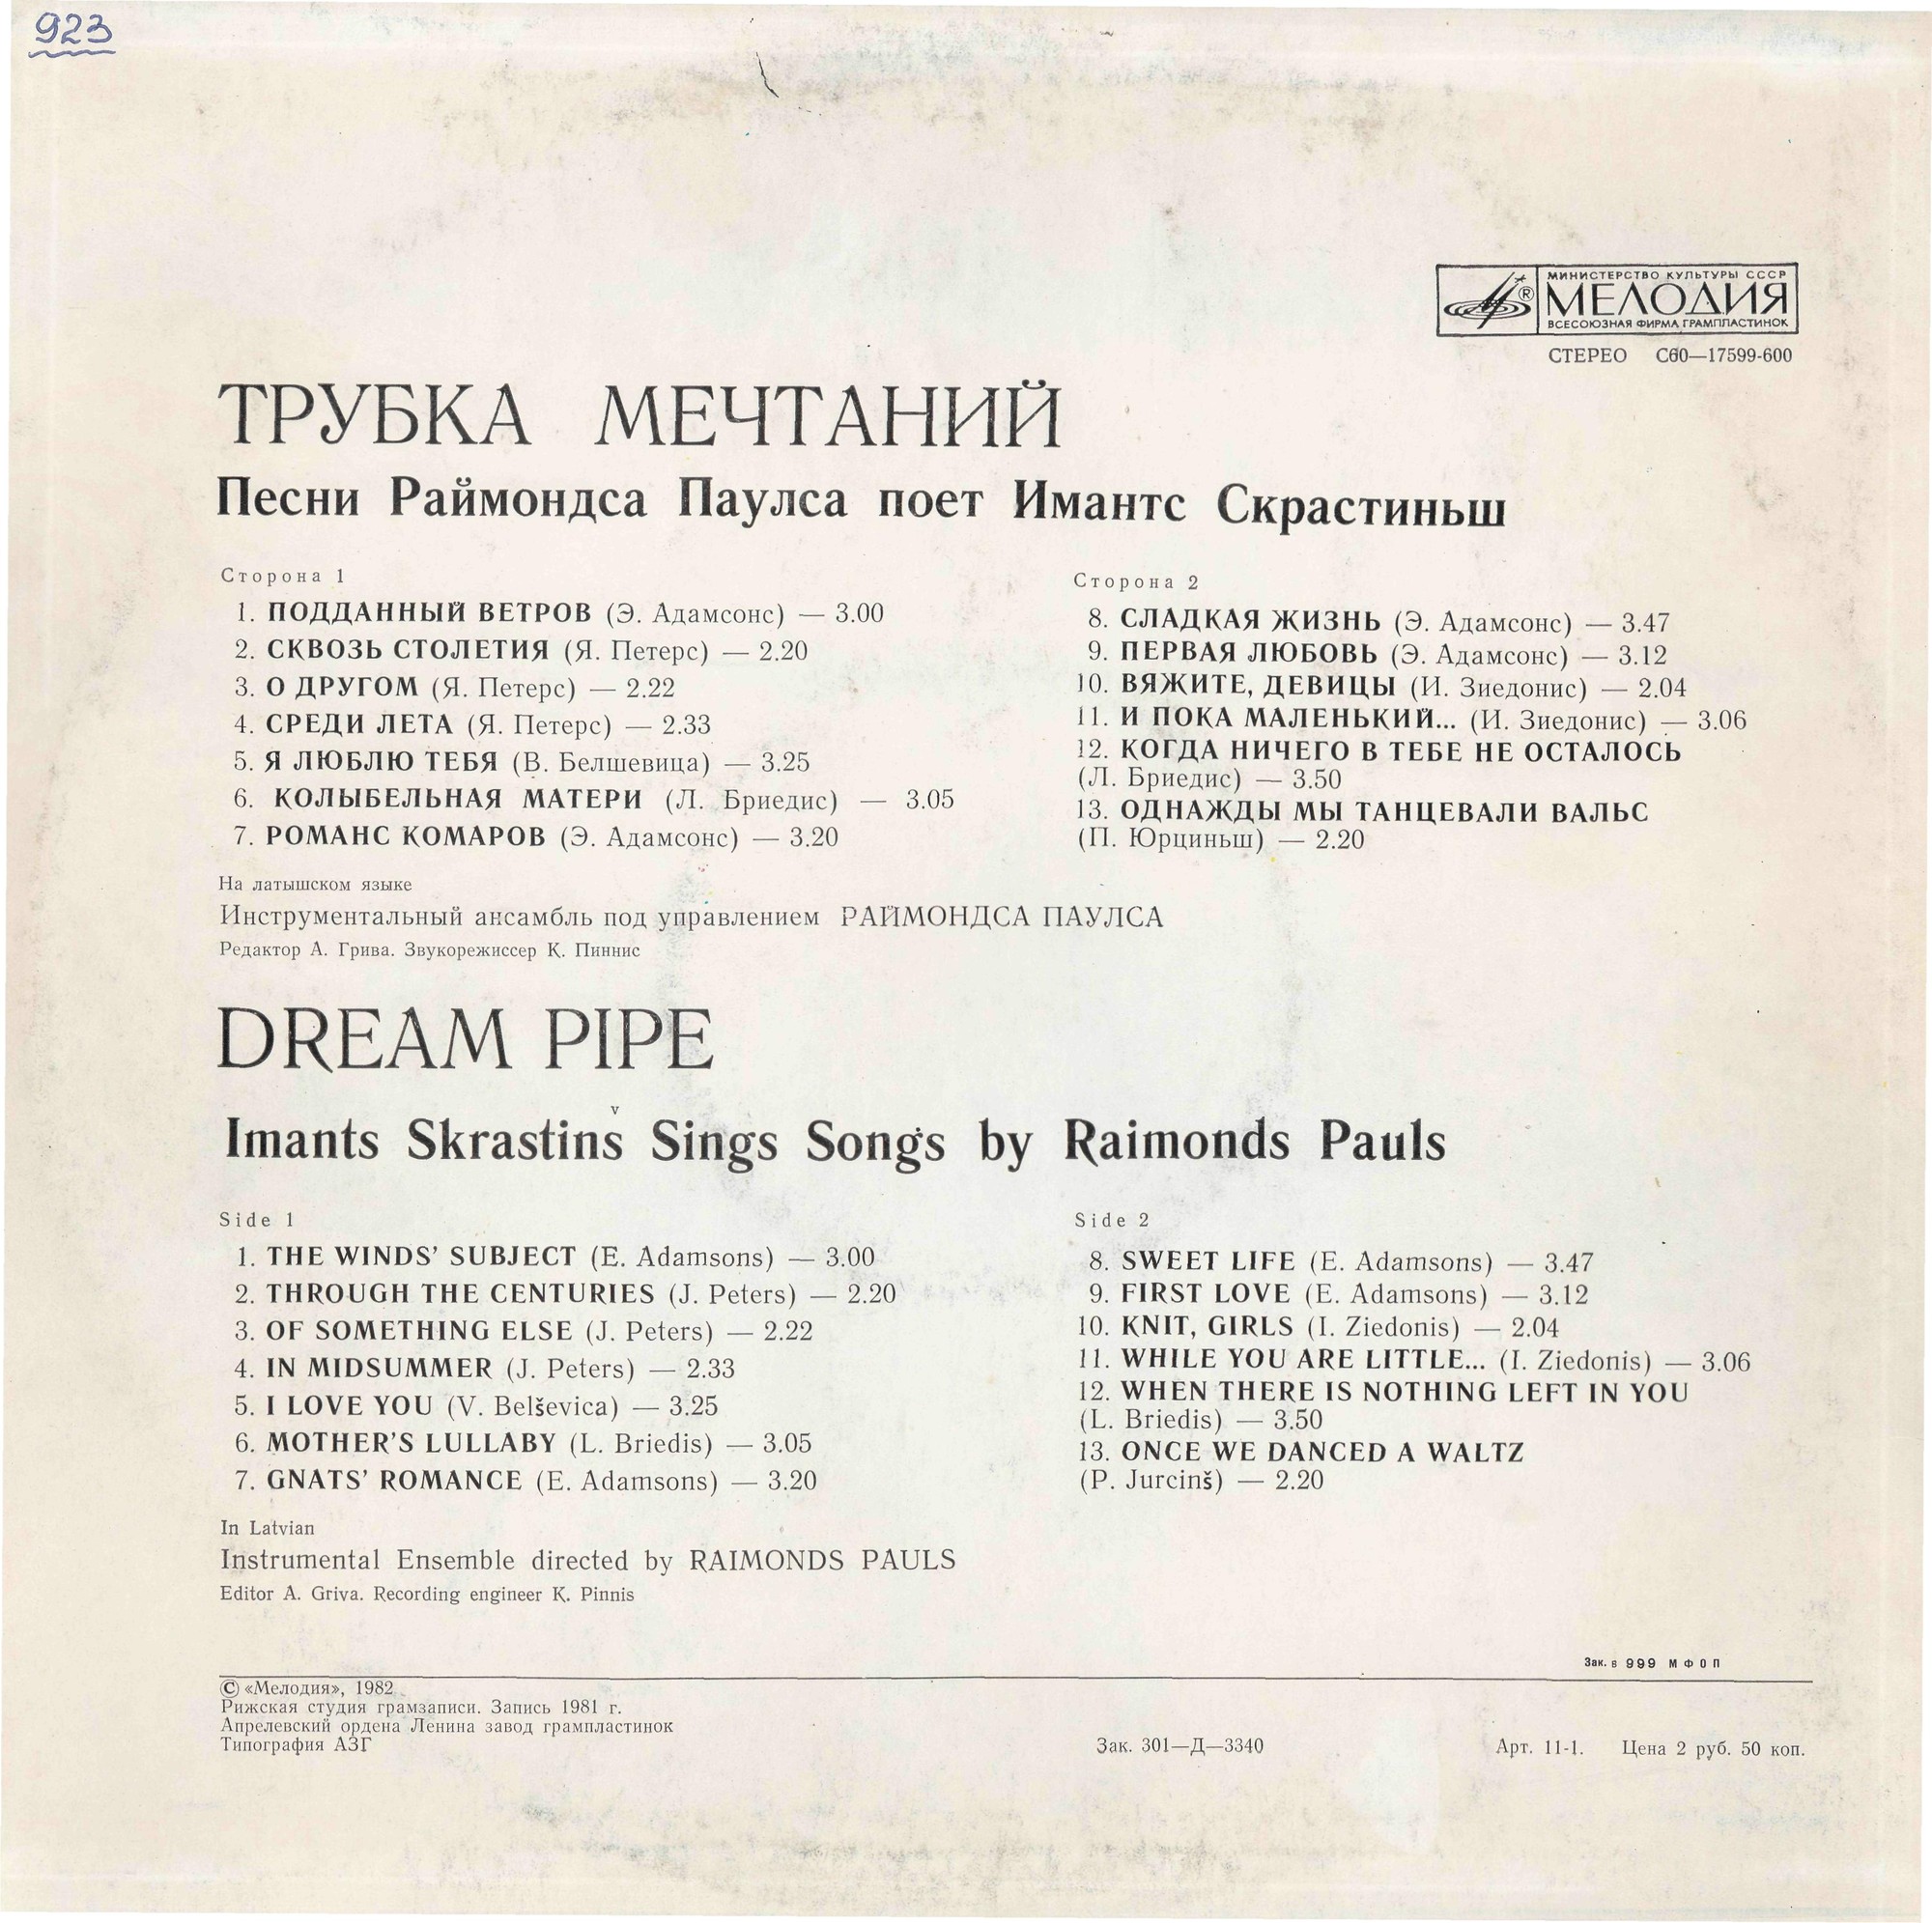 923
МИНИСТЕРСТВО КУЛЬТУРЫ СССР
МЕЛОДИЯ
ВСЕСОЮЗНАЯ ФИРМА ГРАМПЛАСТИНОК
СТЕРЕО С60—17599-600
ТРУБКА МЕЧТАНИЙ
Песни Раймондса Паулса поет Имантс Скрастиньш
Сторона 1
1. ПОДДАННЫЙ ВЕТРОВ (Э. Адамсонс) — 3.00
2. СКВОЗЬ СТОЛЕТИЯ (Я. Петерс) — 2.20
3. О ДРУГОМ (Я. Петерс) — 2.22
4. СРЕДИ ЛЕТА (Я. Петерс) — 2.33
5. Я ЛЮБЛЮ ТЕБЯ (В. Белшевица) — 3.25
6. КОЛЫБЕЛЬНАЯ МАТЕРИ (Л. Бриедис) — 3.05
7. РОМАНС КОМАРОВ (Э. Адамсонс) — 3.20
Сторона 2
8. СЛАДКАЯ ЖИЗНЬ (Э. Адамсонс) — 3.47
9. ПЕРВАЯ ЛЮБОВЬ (Э. Адамсонс) — 3.12
10. ВЯЖИТЕ, ДЕВИЦЫ (И. Зиедонис) — 2.04
11. И ПОКА МАЛЕНЬКИЙ... (И. Зиедонис) — 3.06
12. КОГДА НИЧЕГО В ТЕБЕ НЕ ОСТАЛОСЬ
(Л. Бриедис) — 3.50
13. ОДНАЖДЫ МЫ ТАНЦЕВАЛИ ВАЛЬС
(П. Юрциньш) — 2.20
На латышском языке
Инструментальный ансамбль под управлением РАЙМОНДСА ПАУЛСА
Редактор А. Грива. Звукорежиссер К. Пиннис
DREAM PIPE
Imants Skrastinš Sings Songs by Raimonds Pauls
Side 1
1. THE WINDS' SUBJECT (E. Adamsons) — 3.00
2. THROUGH THE CENTURIES (J. Peters) — 2.20
3. OF SOMETHING ELSE (J. Peters) — 2.22
4. IN MIDSUMMER (J. Peters) — 2.33
5. I LOVE YOU (V. Belševica) — 3.25
6. MOTHER'S LULLABY (L. Briedis) — 3.05
7. GNATS' ROMANCE (E. Adamsons) — 3.20
Side 2
8. SWEET LIFE (E. Adamsons) — 3.47
9. FIRST LOVE (E. Adamsons) — 3.12
10. KNIT, GIRLS (I. Ziedonis) — 2.04
11. WHILE YOU ARE LITTLE... (I. Ziedonis) — 3.06
12. WHEN THERE IS NOTHING LEFT IN YOU
(L. Briedis) — 3.50
13. ONCE WE DANCED A WALTZ
(P. Jurcinš) — 2.20
In Latvian
Instrumental Ensemble directed by RAIMONDS PAULS
Editor A. Griva. Recording engineer K. Pinnis
Зак. в 999 МФОП
© «Мелодия», 1982
Рижская студия грамзаписи. Запись 1981 г.
Апрелевский ордена Ленина завод грампластинок
Типография АЗГ
Зак. 301—Д—3340
Арт. 11-1. Цена 2 руб. 50 коп.